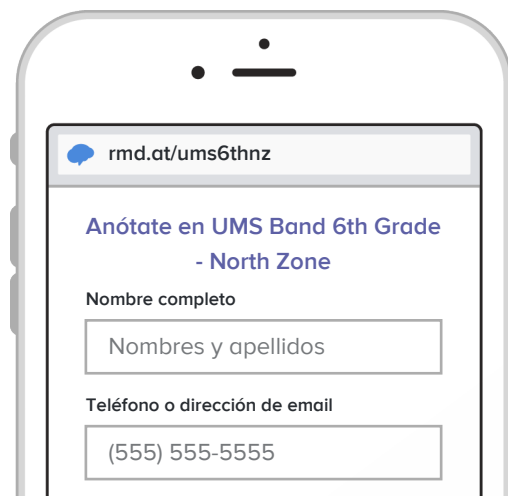 rmd.at/ums6thnz
Anótate en UMS Band 6th Grade
- North Zone
Nombre completo
Nombres y apellidos
Teléfono o dirección de email
(555) 555-5555